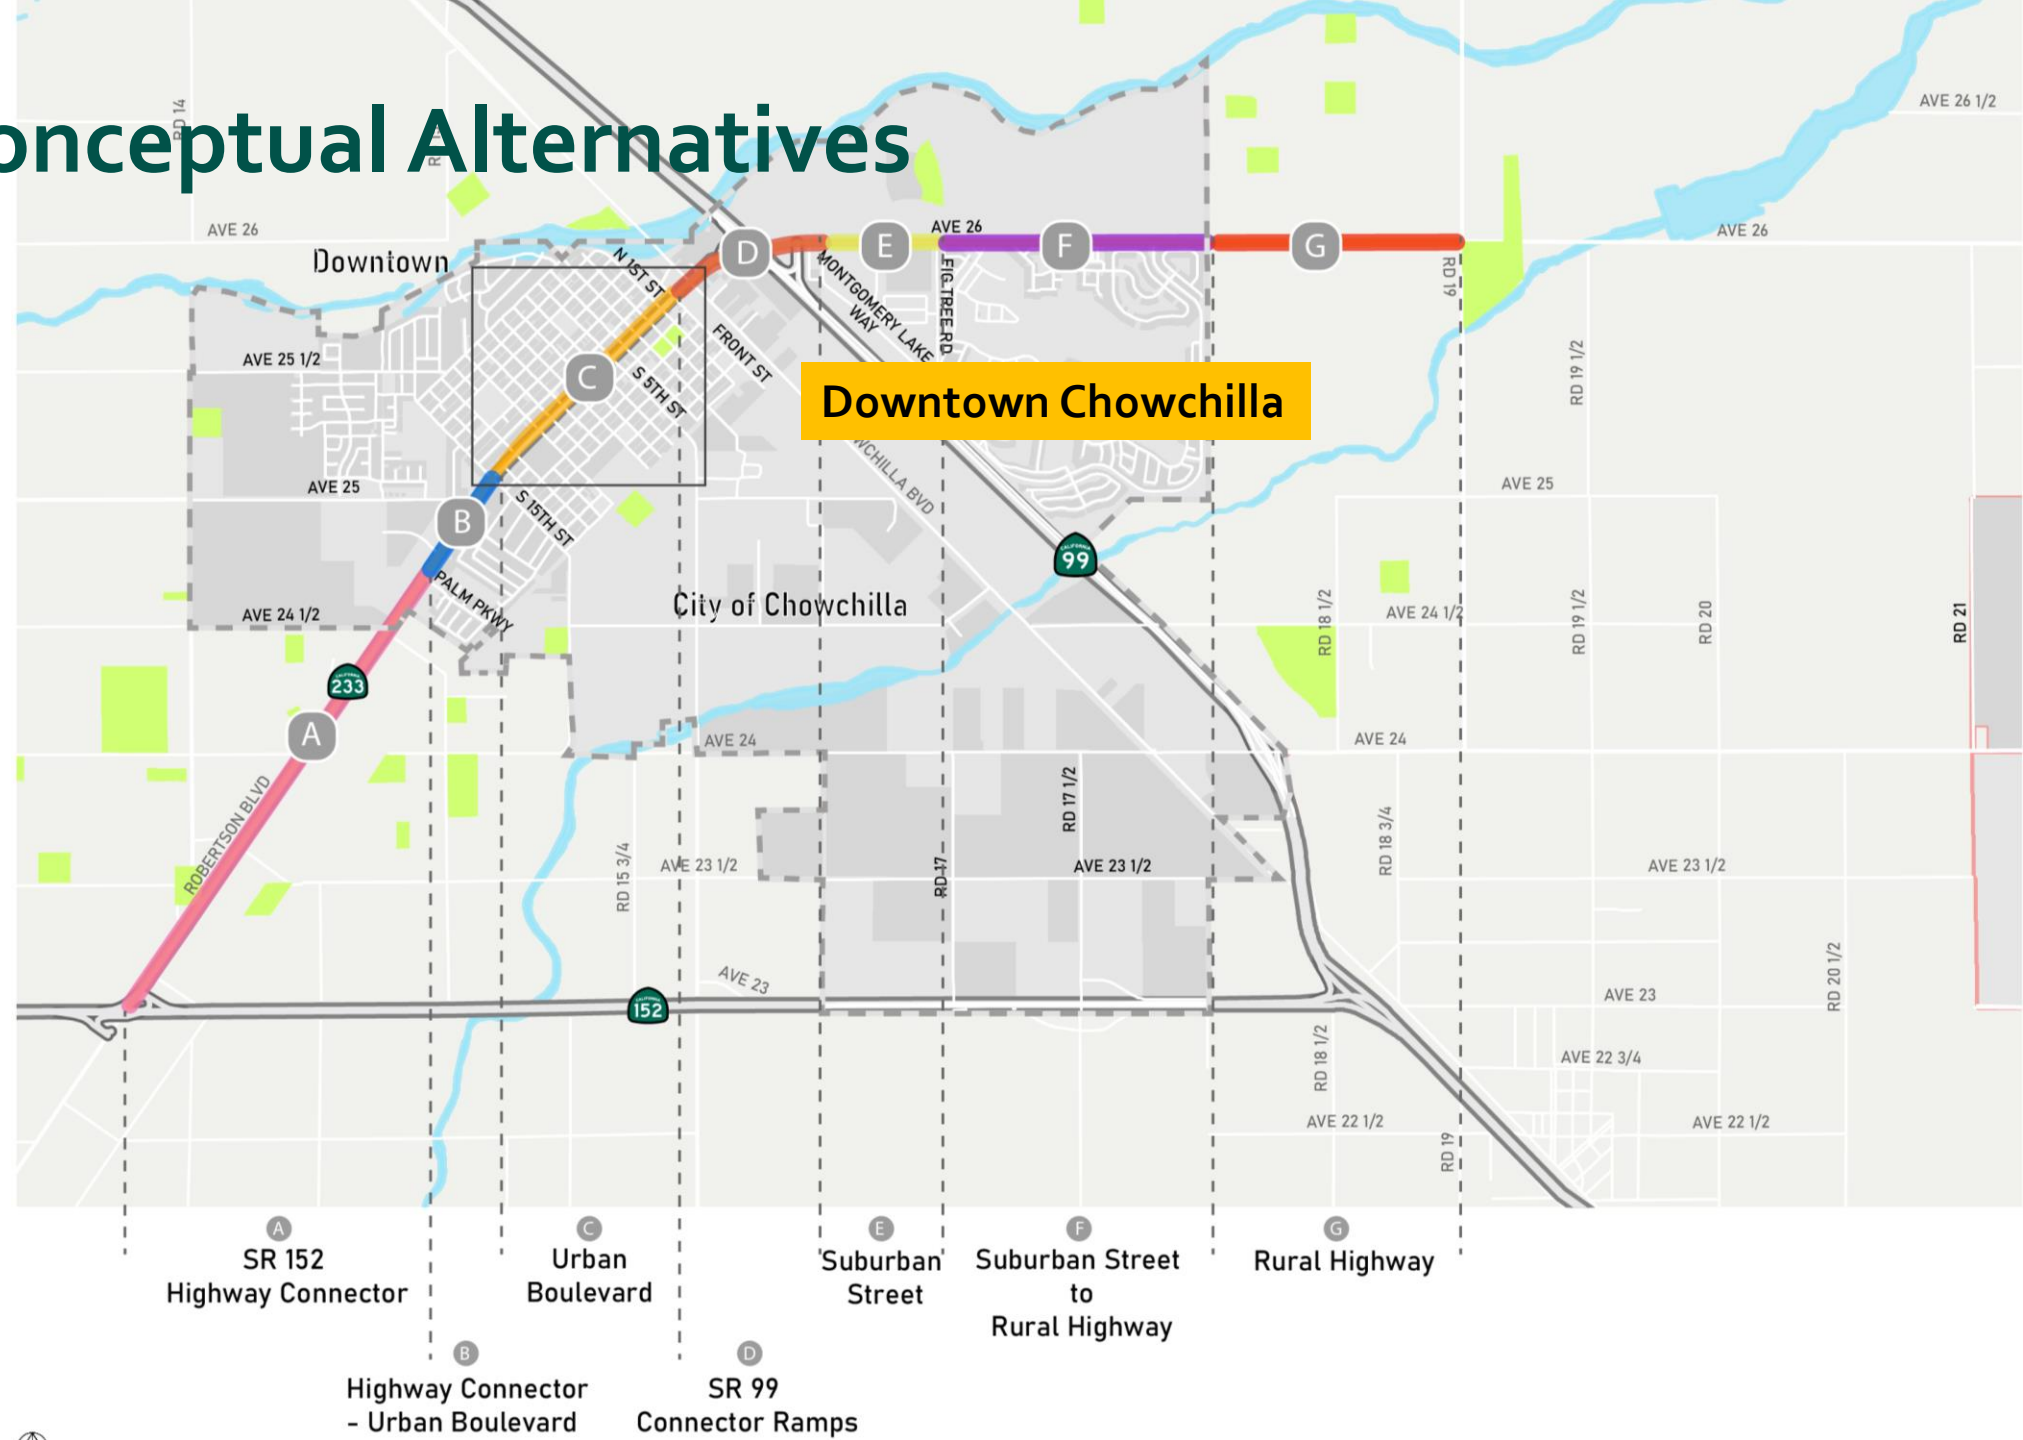 onceptual Alternatives
RD 14
AVE 26 1/2
AVE 26
Downtown
N 1ST ST
D
E
AVE 26
F
G
AVE 26
RD 19
MONTGOMERY LAKE
WAY
FIG TREE RD
FRONT ST
AVE 25 1/2
C
S 5TH ST
Downtown Chowchilla
RD 19 1/2
WCHILLA BVD
AVE 25
AVE 25
B
S 15TH ST
CALIFORNIA
99
PALM PKWY
City of Chowchilla
AVE 24 1/2
RD 18 1/2
AVE 24 1/2
RD 19 1/2
RD 20
RD 21
CALIFORNIA
233
A
AVE 24
AVE 24
ROBERTSON BLVD
RD 17 1/2
RD 18 3/4
RD 15 3/4
AVE 23 1/2
RD 17
AVE 23 1/2
AVE 23 1/2
AVE 23
CALIFORNIA
152
AVE 23
RD 20 1/2
RD 18 1/2
AVE 22 3/4
AVE 22 1/2
RD 19
AVE 22 1/2
A
SR 152
Highway Connector
C
Urban
Boulevard
E
Suburban
Street
F
Suburban Street
to
Rural Highway
G
Rural Highway
B
Highway Connector
- Urban Boulevard
D
SR 99
Connector Ramps